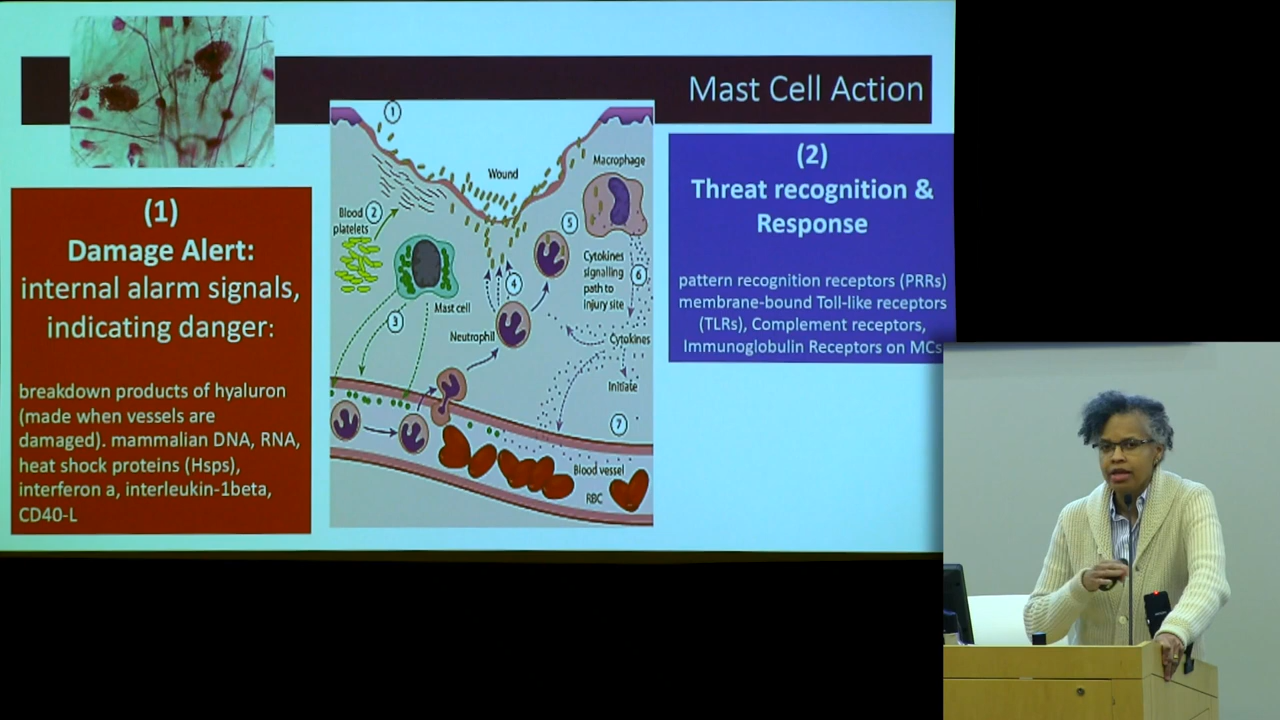 Mast Cell Action
(1)
Damage Alert:
internal alarm signals,
indicating danger:
breakdown products of hyaluron
(made when vessels are
damaged). mammalian DNA, RNA,
heat shock proteins (Hsps),
interferon a, interleukin-1beta,
CD40-L
1
Wound
Macrophage
Blood
platelets
2
5
Cytokines
signalling
path to
injury site
6
4
Mast cell
3
Neutrophil
Cytokines
Initiate
7
Blood vessel
RBC
(2)
Threat recognition &
Response
pattern recognition receptors (PRRs)
membrane-bound Toll-like receptors
(TLRs), Complement receptors,
Immunoglobulin Receptors on MCs